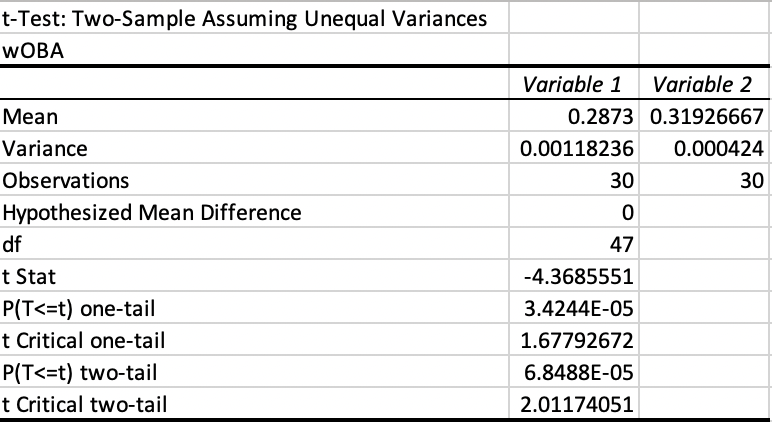 t-Test: Two-Sample Assuming Unequal Variances
wOBA
Variable 1 Variable 2
Mean 0.2873 0.31926667
Variance 0.00118236 0.000424
Observations 30 30
Hypothesized Mean Difference 0
df 47
t Stat -4.3685551
P(T<=t) one-tail 3.4244E-05
t Critical one-tail 1.67792672
P(T<=t) two-tail 6.8488E-05
t Critical two-tail 2.01174051